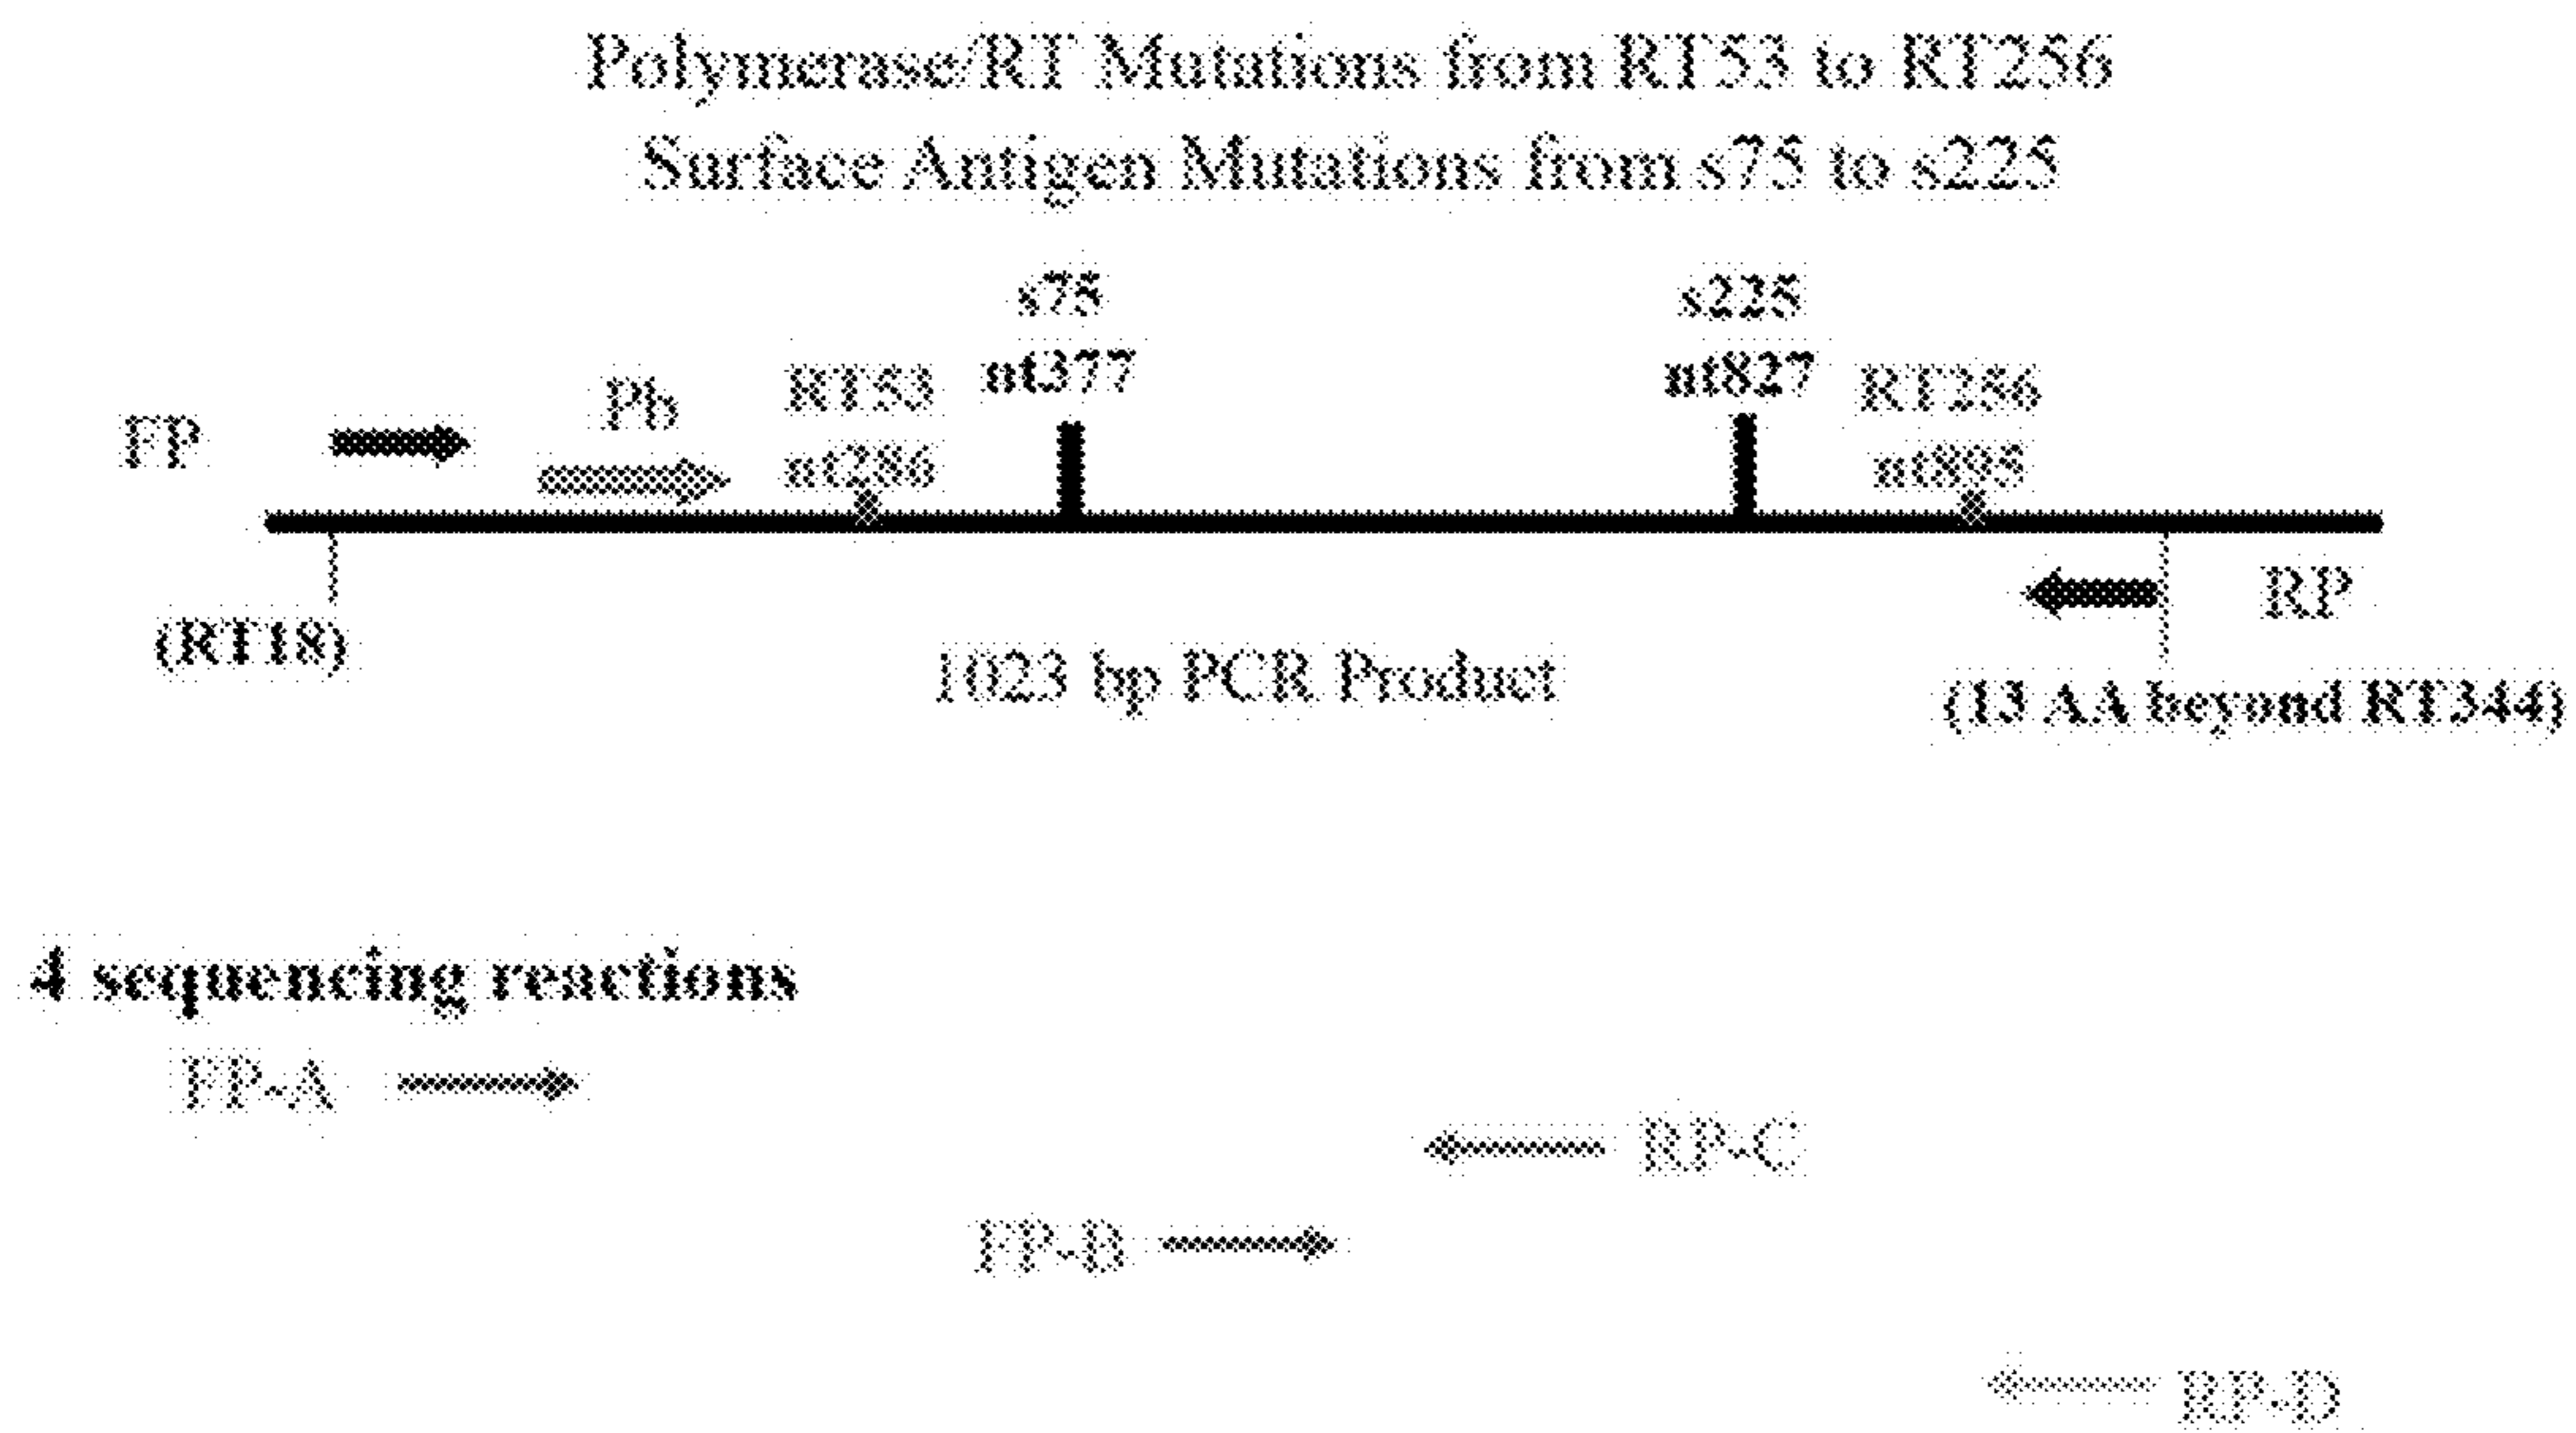 Polymerase/RT Mutations from RT53 to RT256
Surface Antigen Mutations from s75 to s225
s75
nt377
s225
nt827
FP
Pb
RT53
nt286
RT256
nt895
(RT18)
1023 bp PCR Product
RP
(13 AA beyond RT344)
4 sequencing reactions
FP-A
RP-C
FP-B
RP-D